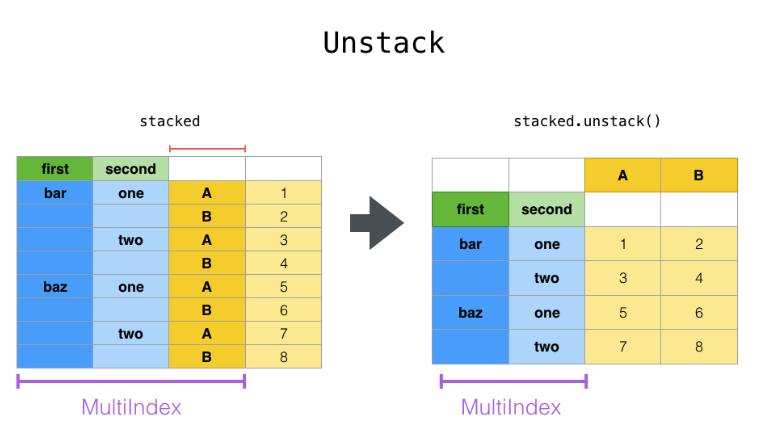 Unstack
stacked
first second
bar one A 1
B 2
two A 3
B 4
baz one A 5
B 6
two A 7
B 8
MultiIndex
stacked.unstack()
A B
first second
bar one 1 2
two 3 4
baz one 5 6
two 7 8
MultiIndex